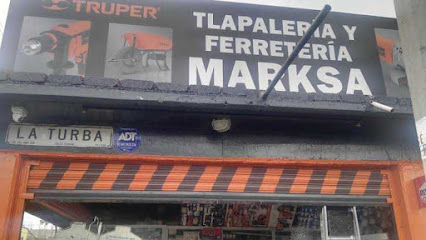 TRUPER
TLAPALERIA Y
FERRETERÍA
MARKSA
LA TURBA
ADT